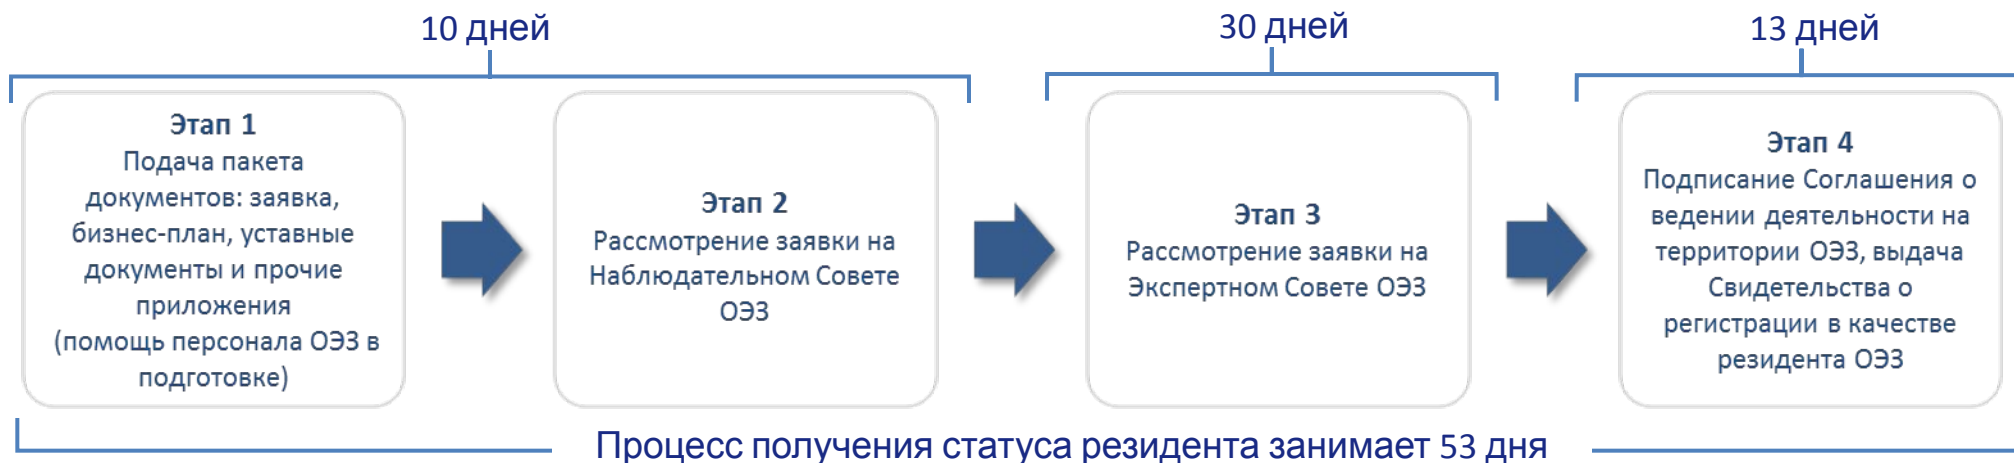 10 дней
30 дней
13 дней
Этап 1
Подача пакета
документов: заявка,
бизнес-план, уставные
документы и прочие
приложения
(помощь персонала ОЭЗ в
подготовке)
Этап 2
Рассмотрение заявки на
Наблюдательном Совете
ОЭЗ
Этап 3
Рассмотрение заявки на
Экспертном Совете ОЭЗ
Этап 4
Подписание Соглашения о
ведении деятельности на
территории ОЭЗ, выдача
Свидетельства о
регистрации в качестве
резидента ОЭЗ
Процесс получения статуса резидента занимает 53 дня